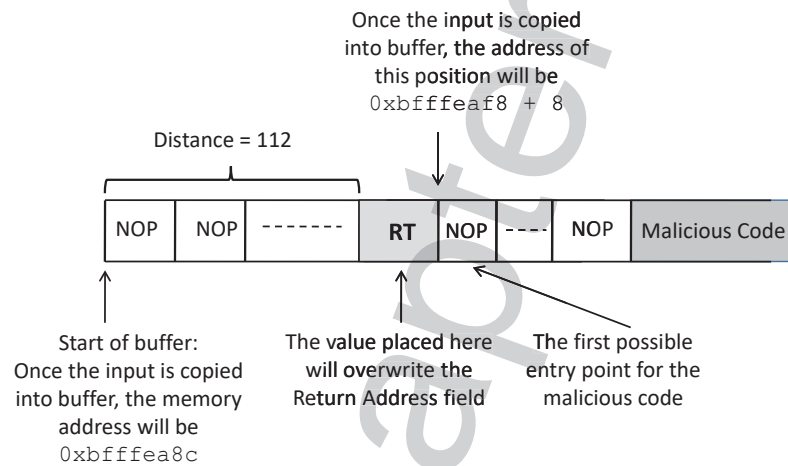 Once the input is copied
into buffer, the address of
this position will be
0xbfffeaf8 + 8
Distance = 112
NOP NOP RT NOP NOP Malicious Code
Start of buffer:
Once the input is copied
into buffer, the memory
address will be
0xbfffea8c
The value placed here
will overwrite the
Return Address field
The first possible
entry point for the
malicious code